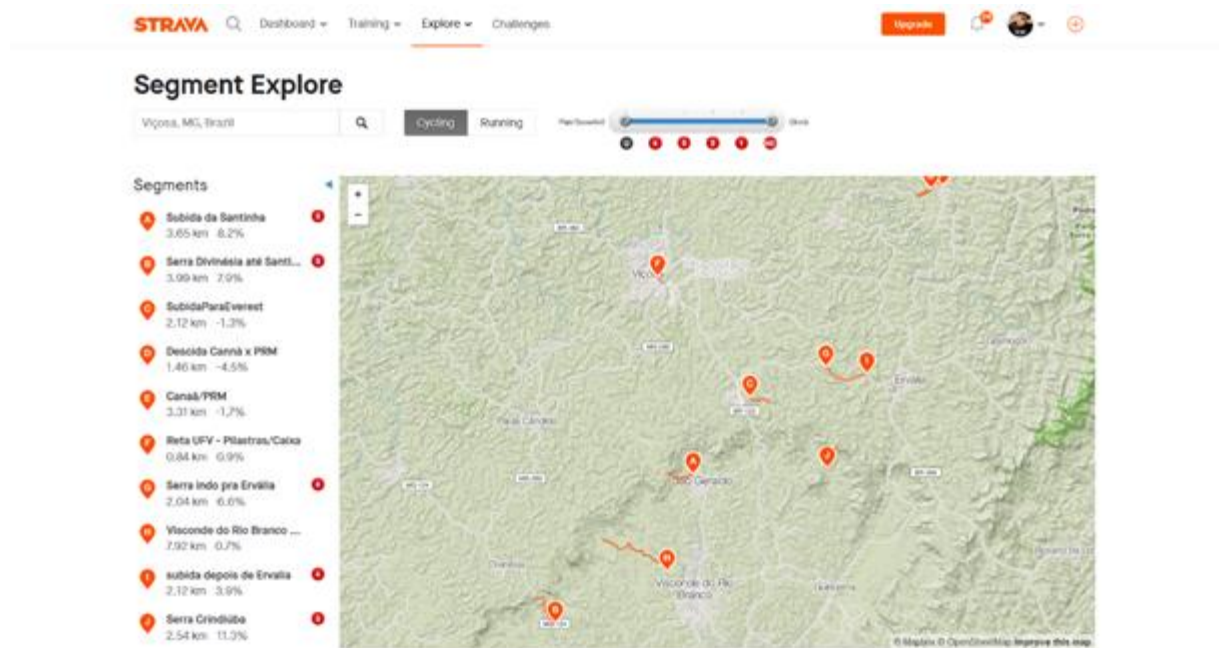 STRAVA Dashboard Training Explore Challenges Upgrade
Segment Explore
Viçosa, MG, Brazil Cycling Running
Segments
A Subida da Santinha
3.65 km 8.2%
B Serra Divinésia até Santi...
3.99 km 7.9%
C SubidaParaEverest
2.12 km -1.3%
D Descida Cannã x PRM
1.46 km -4.5%
E Canaã/PRM
3.31 km -1.7%
F Reta UFV - Pilastras/Caixa
0.84 km 0.9%
G Serra indo pra Ervália
2.04 km 6.6%
H Visconde do Rio Branco ...
7.92 km 0.7%
I subida depois de Ervalia
2.12 km 3.9%
J Serra Grindiúba
2.54 km 11.3%
F
G I
C
Ervália
Paula Cândido
A J
São Geraldo
H
Visconde do Rio
Branco
B
© Mapbox © OpenStreetMap Improve this map